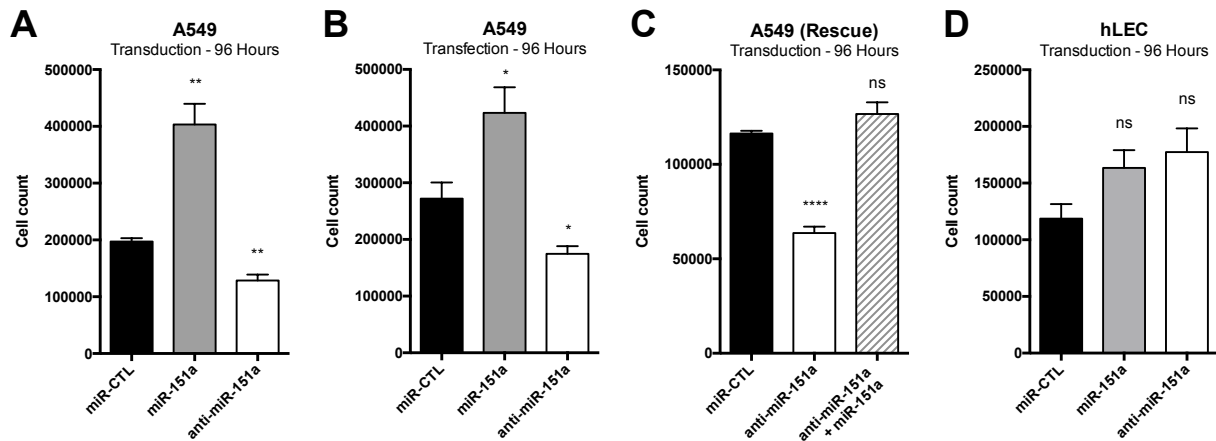 A
A549
Transduction - 96 Hours
Cell count
500000
400000
300000
200000
100000
0
**
**
miR-CTL
miR-151a
anti-miR-151a
B
A549
Transfection - 96 Hours
Cell count
500000
400000
300000
200000
100000
0
*
*
miR-CTL
miR-151a
anti-miR-151a
C
A549 (Rescue)
Transduction - 96 Hours
Cell count
150000
100000
50000
0
****
ns
miR-CTL
anti-miR-151a
anti-miR-151a
+ miR-151a
D
hLEC
Transduction - 96 Hours
Cell count
250000
200000
150000
100000
50000
0
ns
ns
miR-CTL
miR-151a
anti-miR-151a